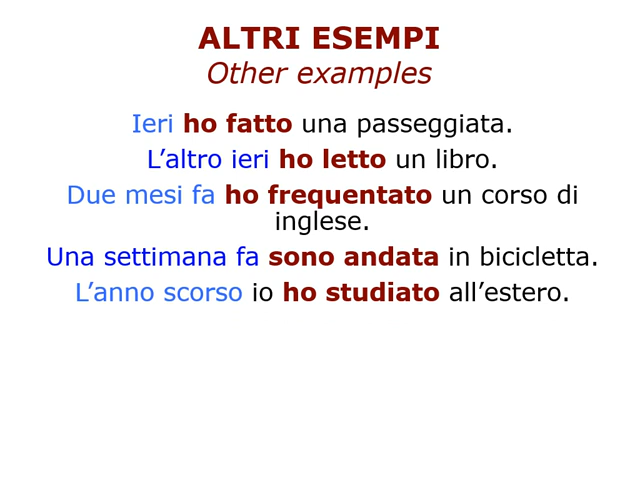 ALTRI ESEMPI
Other examples
Ieri ho fatto una passeggiata.
L’altro ieri ho letto un libro.
Due mesi fa ho frequentato un corso di
inglese.
Una settimana fa sono andata in bicicletta.
L’anno scorso io ho studiato all’estero.